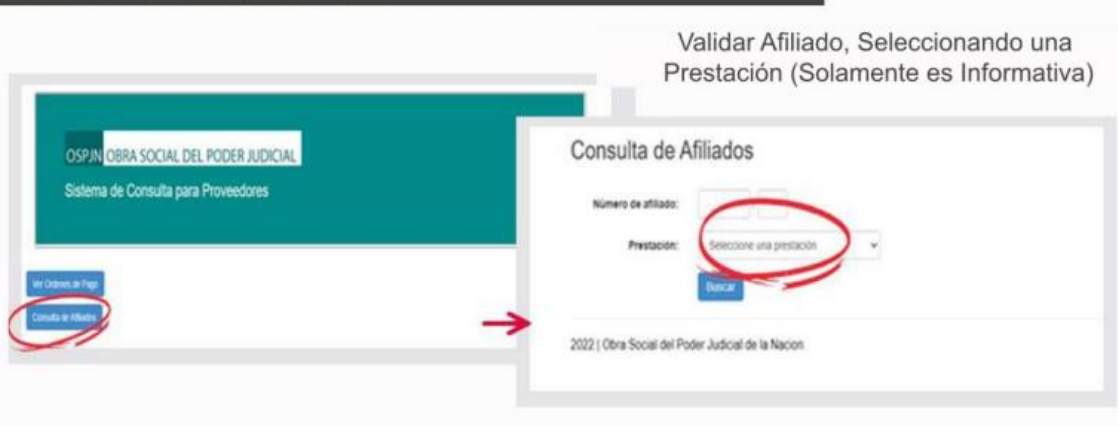 Validar Afiliado, Seleccionando una
Prestación (Solamente es Informativa)
OSPJN OBRA SOCIAL DEL PODER JUDICIAL
Sistema de Consulta para Proveedores
Ver Ordenes de Pago
Consulta de Afiliados
Consulta de Afiliados
Número de afiliado:
Prestación: Seleccione una prestación
Buscar
2022 | Obra Social del Poder Judicial de la Nacion